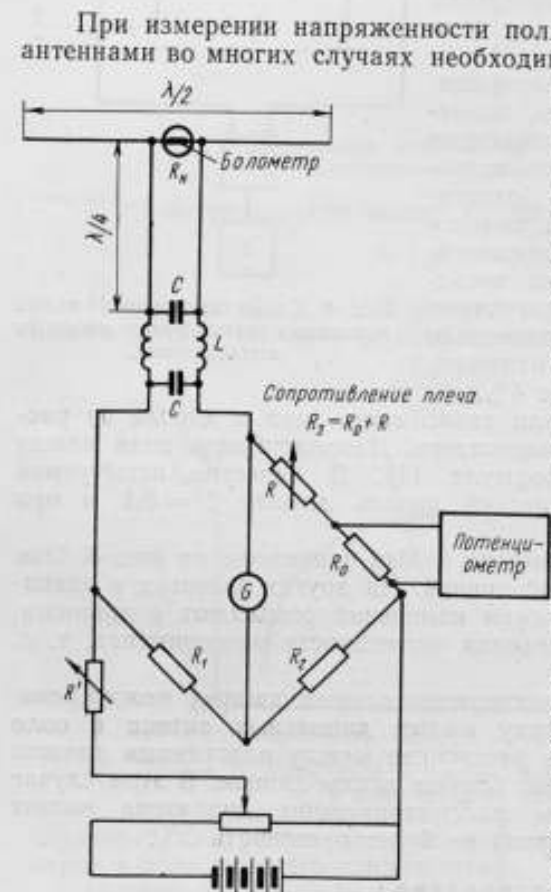 При измерении напряженности пол
антеннами во многих случаях необходи
λ/2
Rн
Болометр
λ/4
C
L
C
Сопротивление плеча
R₃ = R₀ + R
R
R₀
Потенци-
ометр
G
R₁
R₂
R'